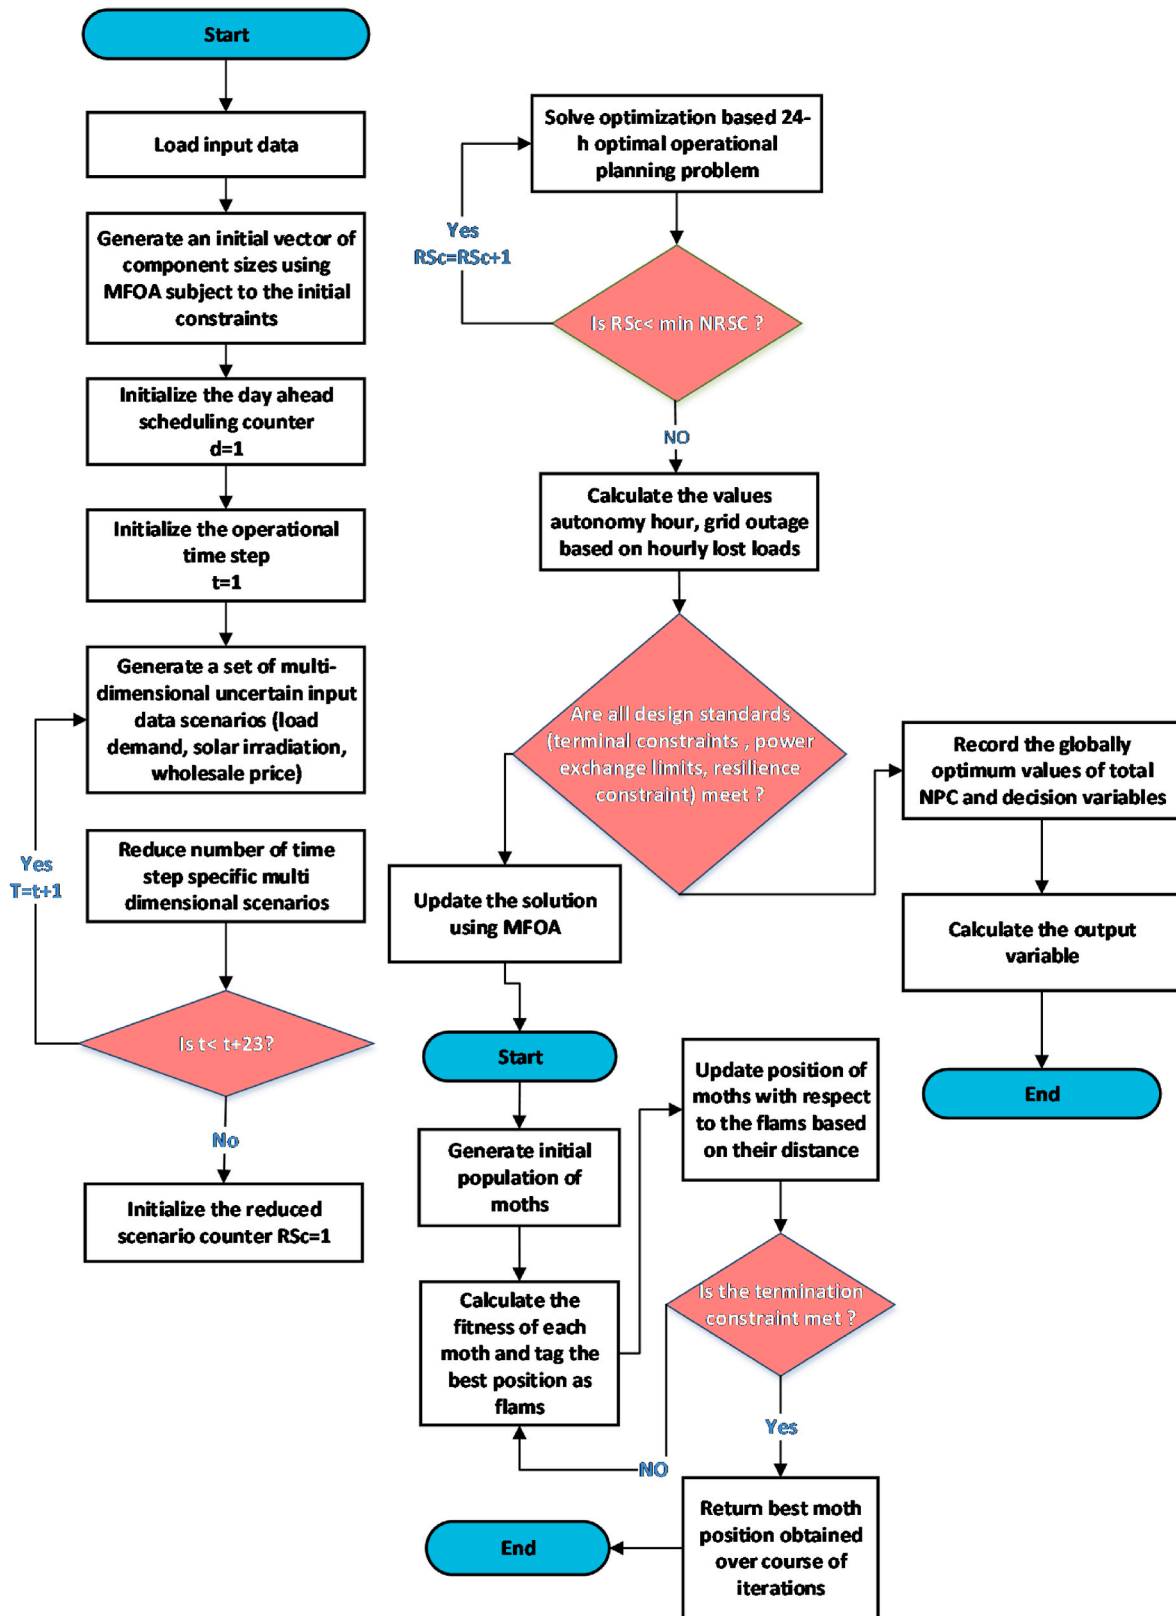 Start
Load input data
Generate an initial vector of
component sizes using
MFOA subject to the initial
constraints
Initialize the day ahead
scheduling counter
d=1
Initialize the operational
time step
t=1
Generate a set of multi-
dimensional uncertain input
data scenarios (load
demand, solar irradiation,
wholesale price)
Yes
T=t+1
Reduce number of time
step specific multi
dimensional scenarios
Is t< t+23?
No
Initialize the reduced
scenario counter RSc=1
Solve optimization based 24-
h optimal operational
planning problem
Yes
RSc=RSc+1
Is RSc< min NRSC ?
NO
Calculate the values
autonomy hour, grid outage
based on hourly lost loads
Are all design standards
(terminal constraints , power
exchange limits, resilience
constraint) meet ?
Record the globally
optimum values of total
NPC and decision variables
Calculate the output
variable
End
Update the solution
using MFOA
Start
Generate initial
population of
moths
Calculate the
fitness of each
moth and tag the
best position as
flams
Update position of
moths with respect
to the flams based
on their distance
Is the termination
constraint met ?
NO
Yes
Return best moth
position obtained
over course of
iterations
End